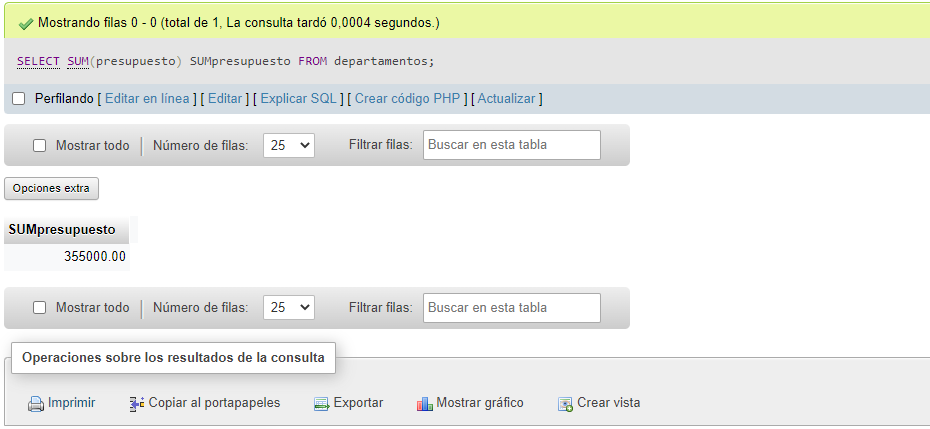 Mostrando filas 0 - 0 (total de 1, La consulta tardó 0,0004 segundos.)
SELECT SUM(presupuesto) SUMpresupuesto FROM departamentos;
Perfilando [ Editar en línea ] [ Editar ] [ Explicar SQL ] [ Crear código PHP ] [ Actualizar ]
Mostrar todo Número de filas: 25 Filtrar filas: Buscar en esta tabla
Opciones extra
SUMpresupuesto
355000.00
Mostrar todo Número de filas: 25 Filtrar filas: Buscar en esta tabla
Operaciones sobre los resultados de la consulta
Imprimir Copiar al portapapeles Exportar Mostrar gráfico Crear vista